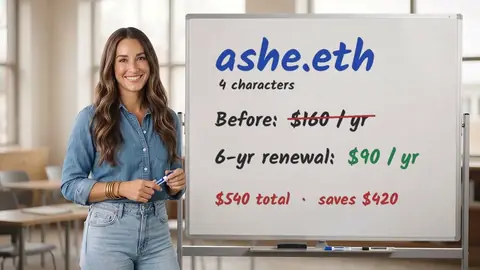 ashe.eth
4 characters
Before: $160 / yr
6-yr renewal: $90 / yr
$540 total · saves $420